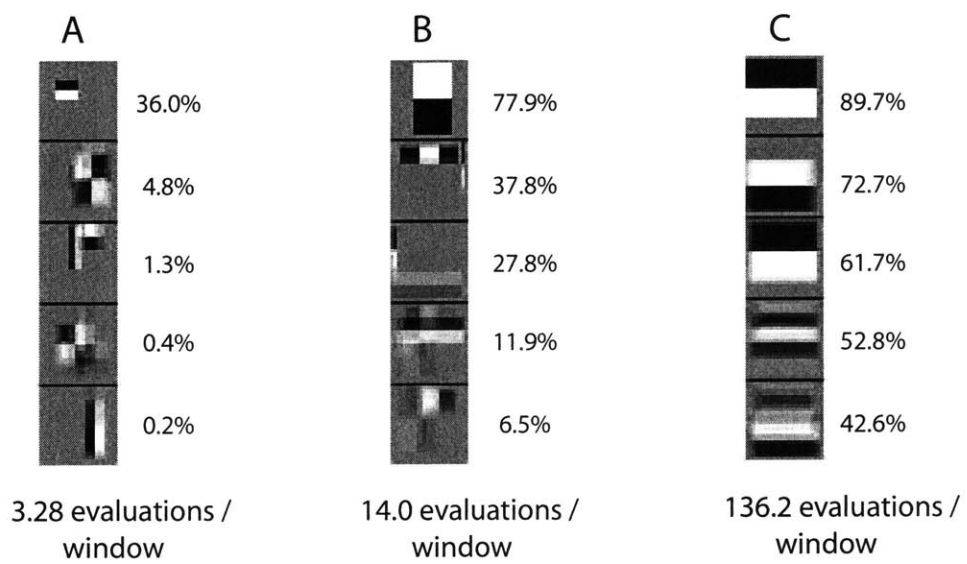 A
B
C
36.0%
77.9%
89.7%
4.8%
37.8%
72.7%
1.3%
27.8%
61.7%
0.4%
11.9%
52.8%
0.2%
6.5%
42.6%
3.28 evaluations /
window
14.0 evaluations /
window
136.2 evaluations /
window